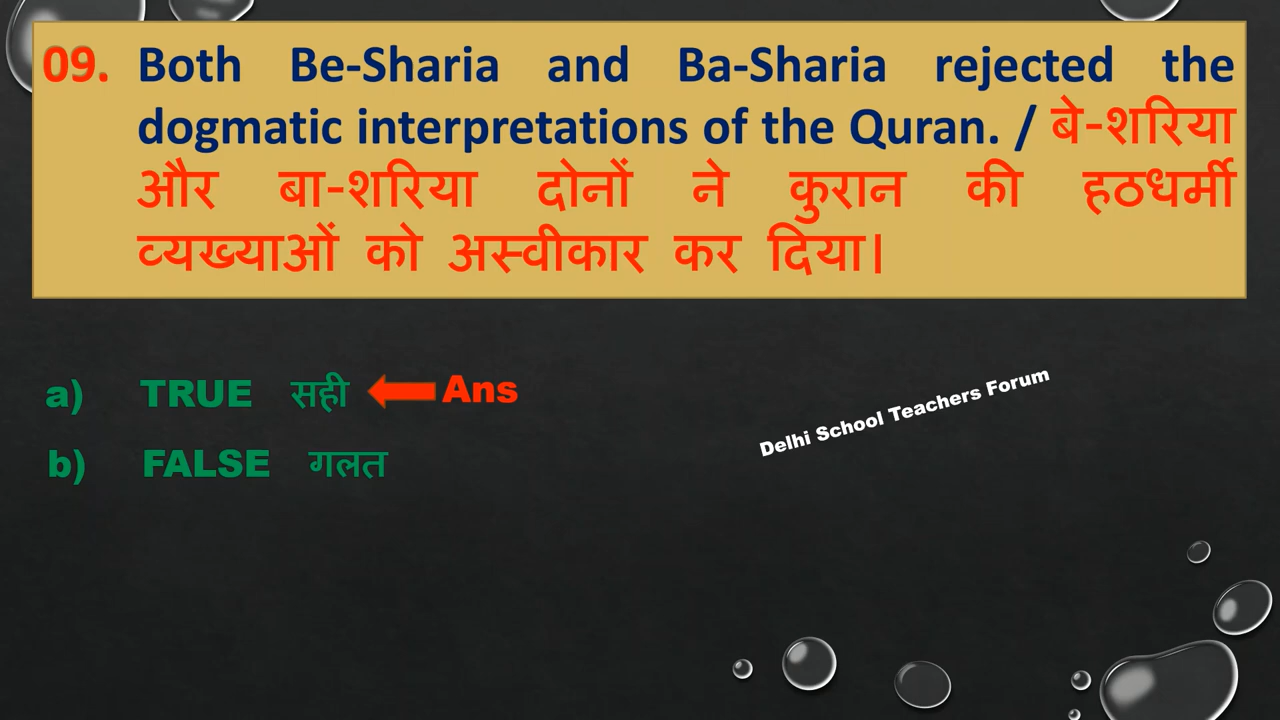 09. Both Be-Sharia and Ba-Sharia rejected the
dogmatic interpretations of the Quran. / बे-शरिया
और बा-शरिया दोनों ने कुरान की हठधर्मी
व्यख्याओं को अस्वीकार कर दिया।
a) TRUE सही Ans
b) FALSE गलत
Delhi School Teachers Forum